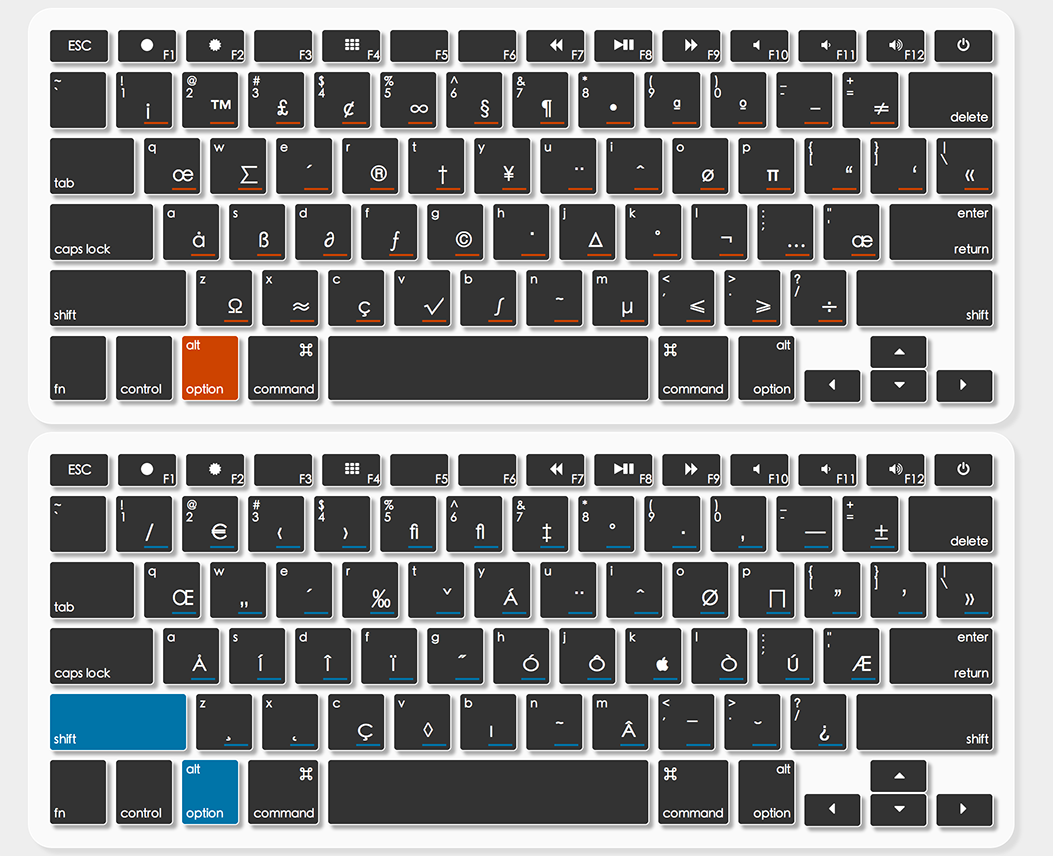 ESC F1 F2 F3 F4 F5 F6 F7 F8 F9 F10 F11 F12
~ ! @ # $ % ^ & * ( ) _ +
` 1 2 3 4 5 6 7 8 9 0 - =
¡ ™ £ ¢ ∞ § ¶ • ª º – ≠ delete
q w e r t y u i o p { } |
[ ] \
tab œ ∑ ´ ® † ¥ ¨ ˆ ø π “ ‘ «
a s d f g h j k l : " enter
; '
caps lock å ß ∂ ƒ © ˙ ∆ ˚ ¬ … æ return
z x c v b n m < > ?
, . /
shift Ω ≈ ç √ ∫ ~ µ ≤ ≥ ÷ shift
alt ⌘ ⌘ alt
fn control option command command option
ESC F1 F2 F3 F4 F5 F6 F7 F8 F9 F10 F11 F12
~ ! @ # $ % ^ & * ( ) _ +
` 1 2 3 4 5 6 7 8 9 0 - =
/ € ‹ › ﬁ ﬂ ‡ ° · ‚ — ± delete
q w e r t y u i o p { } |
[ ] \
tab Œ „ ´ ‰ ˇ Á ¨ ˆ Ø ∏ ” ’ »
a s d f g h j k l : " enter
; '
caps lock Å Í Î Ï ˝ Ó Ô Ò Ú Æ return
z x c v b n m < > ?
, . /
shift ¸ ˛ Ç ◊ ı ~ Â ¯ ˘ ¿ shift
alt ⌘ ⌘ alt
fn control option command command option